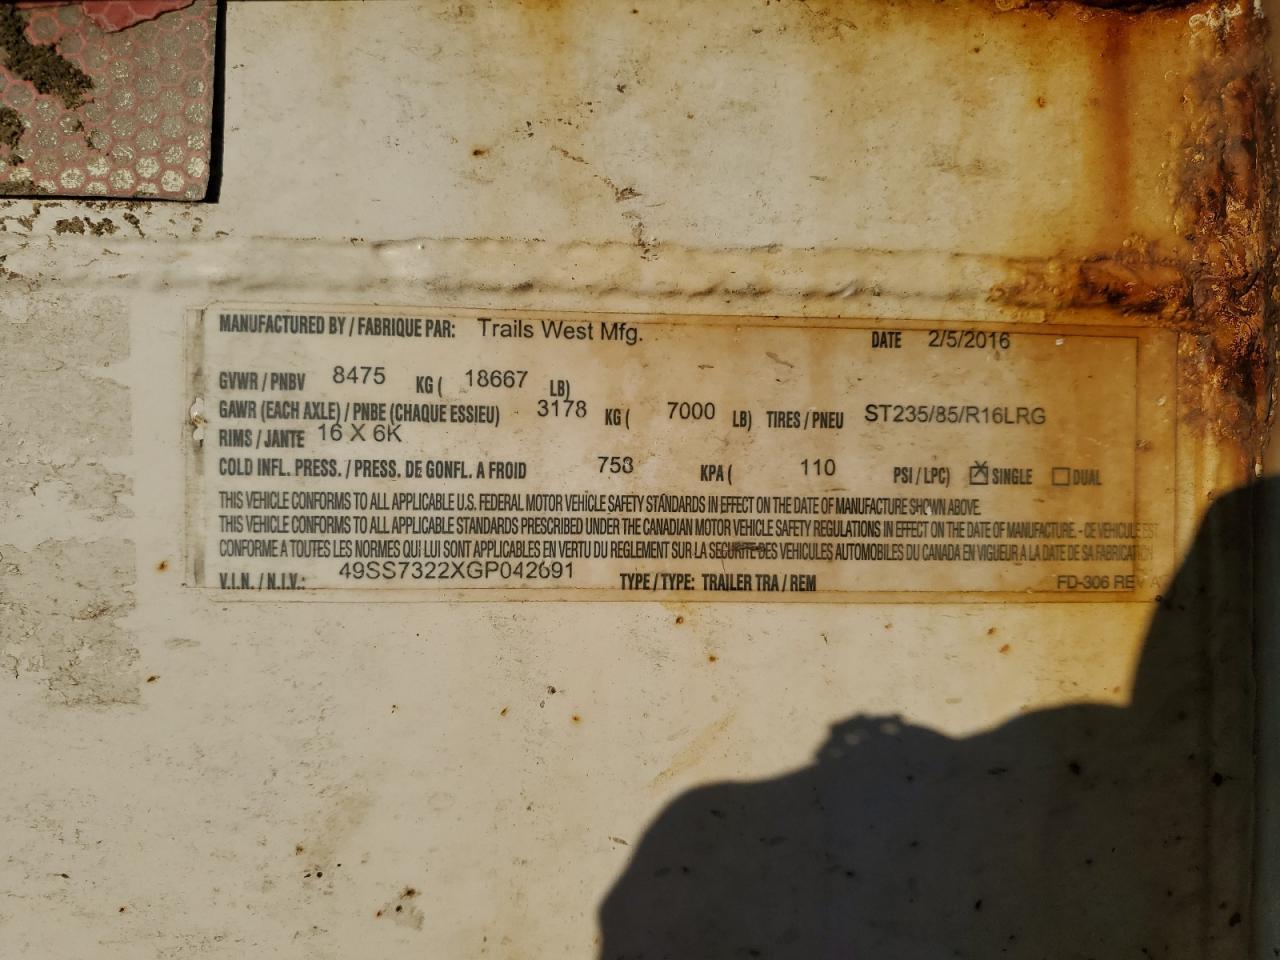 MANUFACTURED BY / FABRIQUE PAR: Trails West Mfg. DATE 2/5/2016
GVWR / PNBV 8475 KG ( 18667 LB)
GAWR (EACH AXLE) / PNBE (CHAQUE ESSIEU) 3178 KG ( 7000 LB) TIRES / PNEU ST235/85/R16LRG
RIMS / JANTE 16 X 6K
COLD INFL. PRESS. / PRESS. DE GONFL. A FROID 758 KPA ( 110 PSI / LPC) ☒ SINGLE ☐ DUAL
THIS VEHICLE CONFORMS TO ALL APPLICABLE U.S. FEDERAL MOTOR VEHICLE SAFETY STANDARDS IN EFFECT ON THE DATE OF MANUFACTURE SHOWN ABOVE.
THIS VEHICLE CONFORMS TO ALL APPLICABLE STANDARDS PRESCRIBED UNDER THE CANADIAN MOTOR VEHICLE SAFETY REGULATIONS IN EFFECT ON THE DATE OF MANUFACTURE. - CE VEHICULE EST
CONFORME A TOUTES LES NORMES QUI LUI SONT APPLICABLES EN VERTU DU REGLEMENT SUR LA SECURITE DES VEHICULES AUTOMOBILES DU CANADA EN VIGUEUR A LA DATE DE SA FABRICATION
V.I.N. / N.I.V.: 49SS7322XGP042691 TYPE / TYPE: TRAILER TRA / REM FD-306 REV